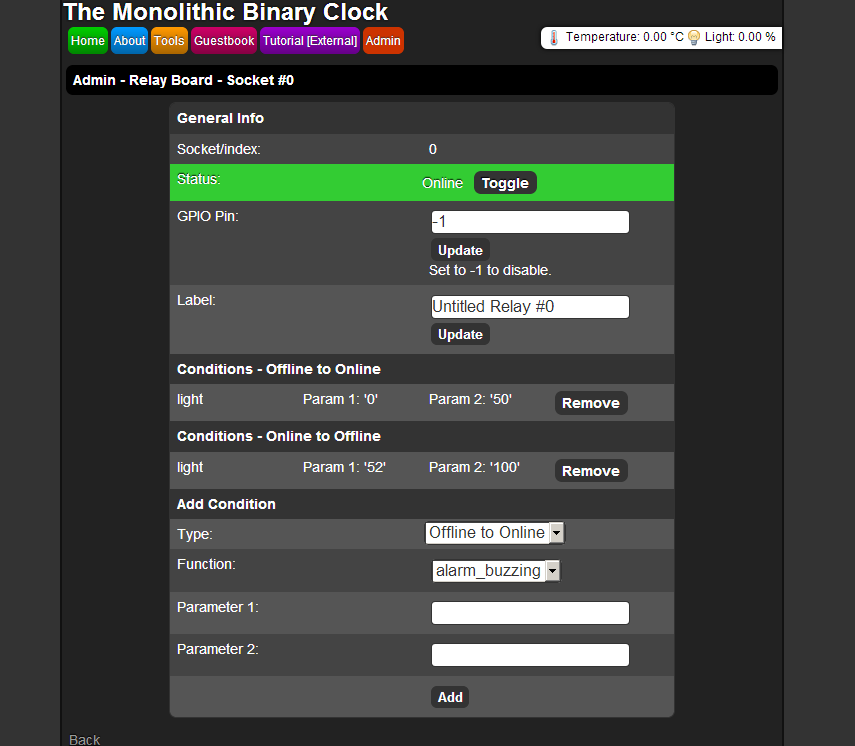 The Monolithic Binary Clock
Home About Tools Guestbook Tutorial [External] Admin
Temperature: 0.00 °C Light: 0.00 %
Admin - Relay Board - Socket #0
General Info
Socket/index: 0
Status: Online Toggle
GPIO Pin: -1
Update
Set to -1 to disable.
Label: Untitled Relay #0
Update
Conditions - Offline to Online
light Param 1: '0' Param 2: '50' Remove
Conditions - Online to Offline
light Param 1: '52' Param 2: '100' Remove
Add Condition
Type: Offline to Online
Function: alarm_buzzing
Parameter 1:
Parameter 2:
Add
Back